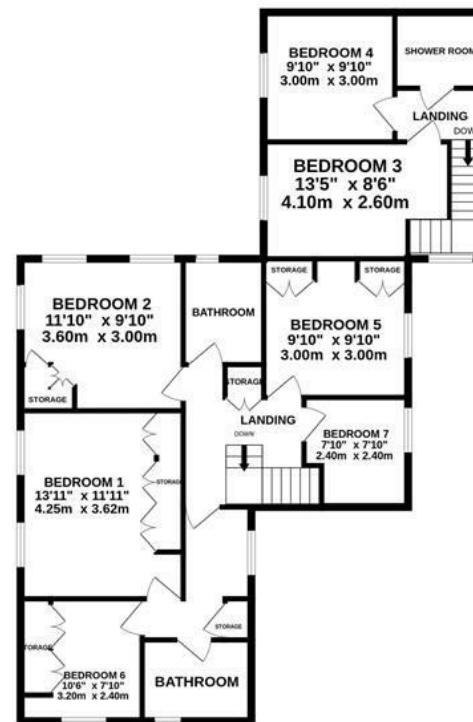 BEDROOM 4
9'10" x 9'10"
3.00m x 3.00m
SHOWER ROOM
LANDING
DOWN
BEDROOM 3
13'5" x 8'6"
4.10m x 2.60m
BEDROOM 2
11'10" x 9'10"
3.60m x 3.00m
STORAGE
BATHROOM
STORAGE
STORAGE
BEDROOM 5
9'10" x 9'10"
3.00m x 3.00m
STORAGE
LANDING
DOWN
BEDROOM 7
7'10" x 7'10"
2.40m x 2.40m
BEDROOM 1
13'11" x 11'11"
4.25m x 3.62m
STORAGE
STORAGE
STORAGE
BEDROOM 6
10'6" x 7'10"
3.20m x 2.40m
BATHROOM